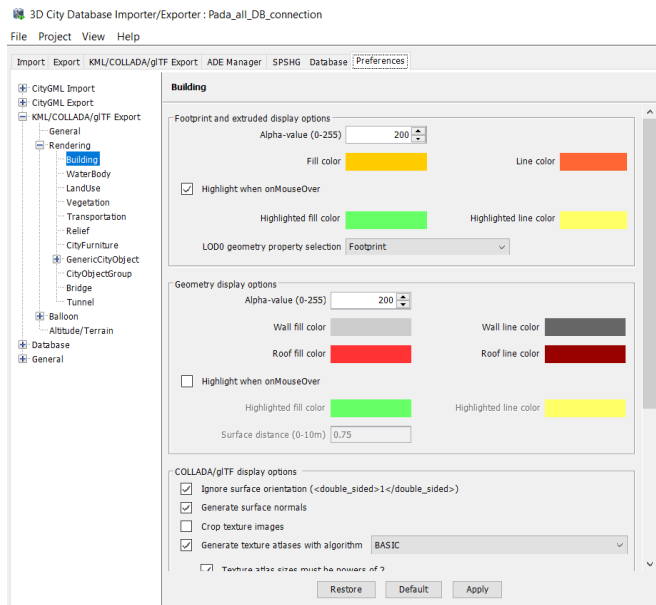 3D City Database Importer/Exporter : Pada_all_DB_connection
File Project View Help
Import Export KML/COLLADA/glTF Export ADE Manager SPSHG Database Preferences
CityGML Import
CityGML Export
KML/COLLADA/glTF Export
General
Rendering
Building
WaterBody
LandUse
Vegetation
Transportation
Relief
CityFurniture
GenericCityObject
CityObjectGroup
Bridge
Tunnel
Balloon
Altitude/Terrain
Database
General
Building
Footprint and extruded display options
Alpha-value (0-255) 200
Fill color Line color
Highlight when onMouseOver
Highlighted fill color Highlighted line color
LOD0 geometry property selection Footprint
Geometry display options
Alpha-value (0-255) 200
Wall fill color Wall line color
Roof fill color Roof line color
Highlight when onMouseOver
Highlighted fill color Highlighted line color
Surface distance (0-10m) 0.75
COLLADA/glTF display options
Ignore surface orientation (<double_sided>1</double_sided>)
Generate surface normals
Crop texture images
Generate texture atlases with algorithm BASIC
Texture atlas sizes must be powers of 2
Restore Default Apply